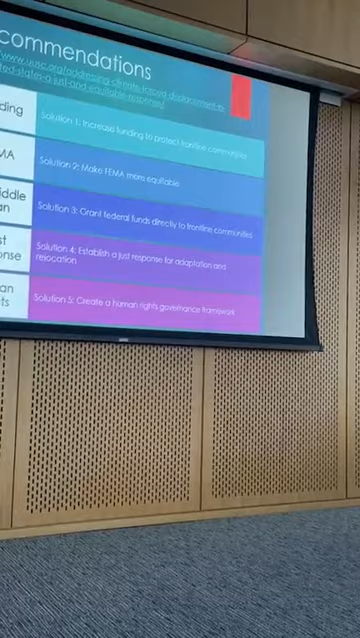 commendations
www.uusc.org/addressing-climate-forced-displacement-in-
ted-states-a-just-and-equitable-response/
ding
Solution 1: Increase funding to protect frontline communities
MA
Solution 2: Make FEMA more equitable
iddle
an
Solution 3: Grant federal funds directly to frontline communities
st
onse
Solution 4: Establish a just response for adaptation and
relocation
an
ts
Solution 5: Create a human rights governance framework